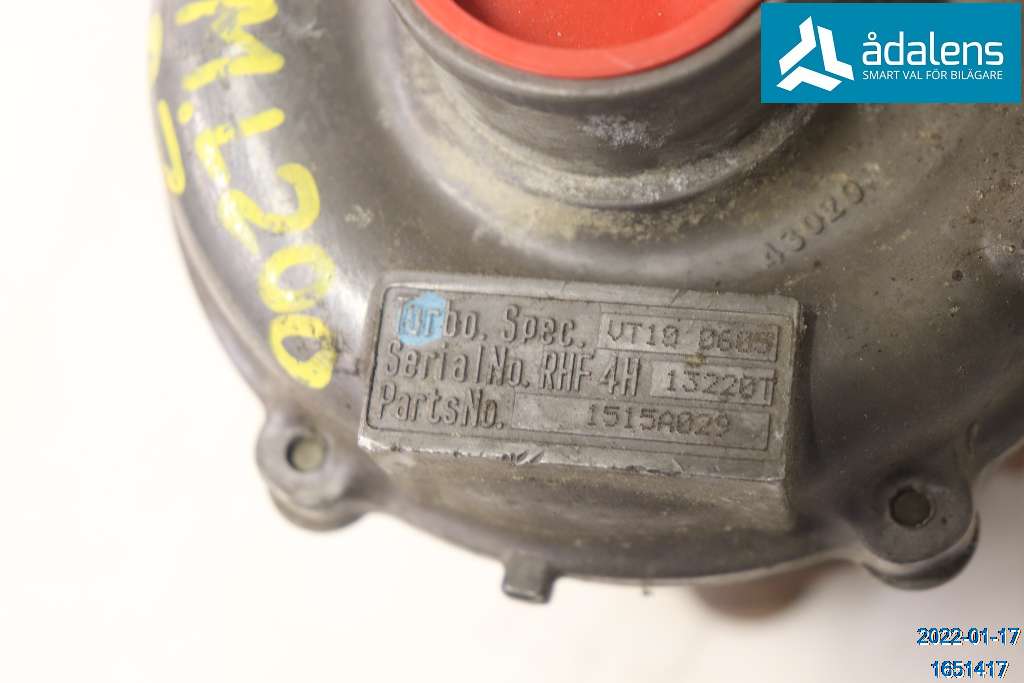 ådalens
SMART VAL FÖR BILÄGARE
M.L200
43020
Turbo. Spec. VT10 0605
Serial No. RHF 4H 13220T
Parts No. 1515A029
2022-01-17
1651417